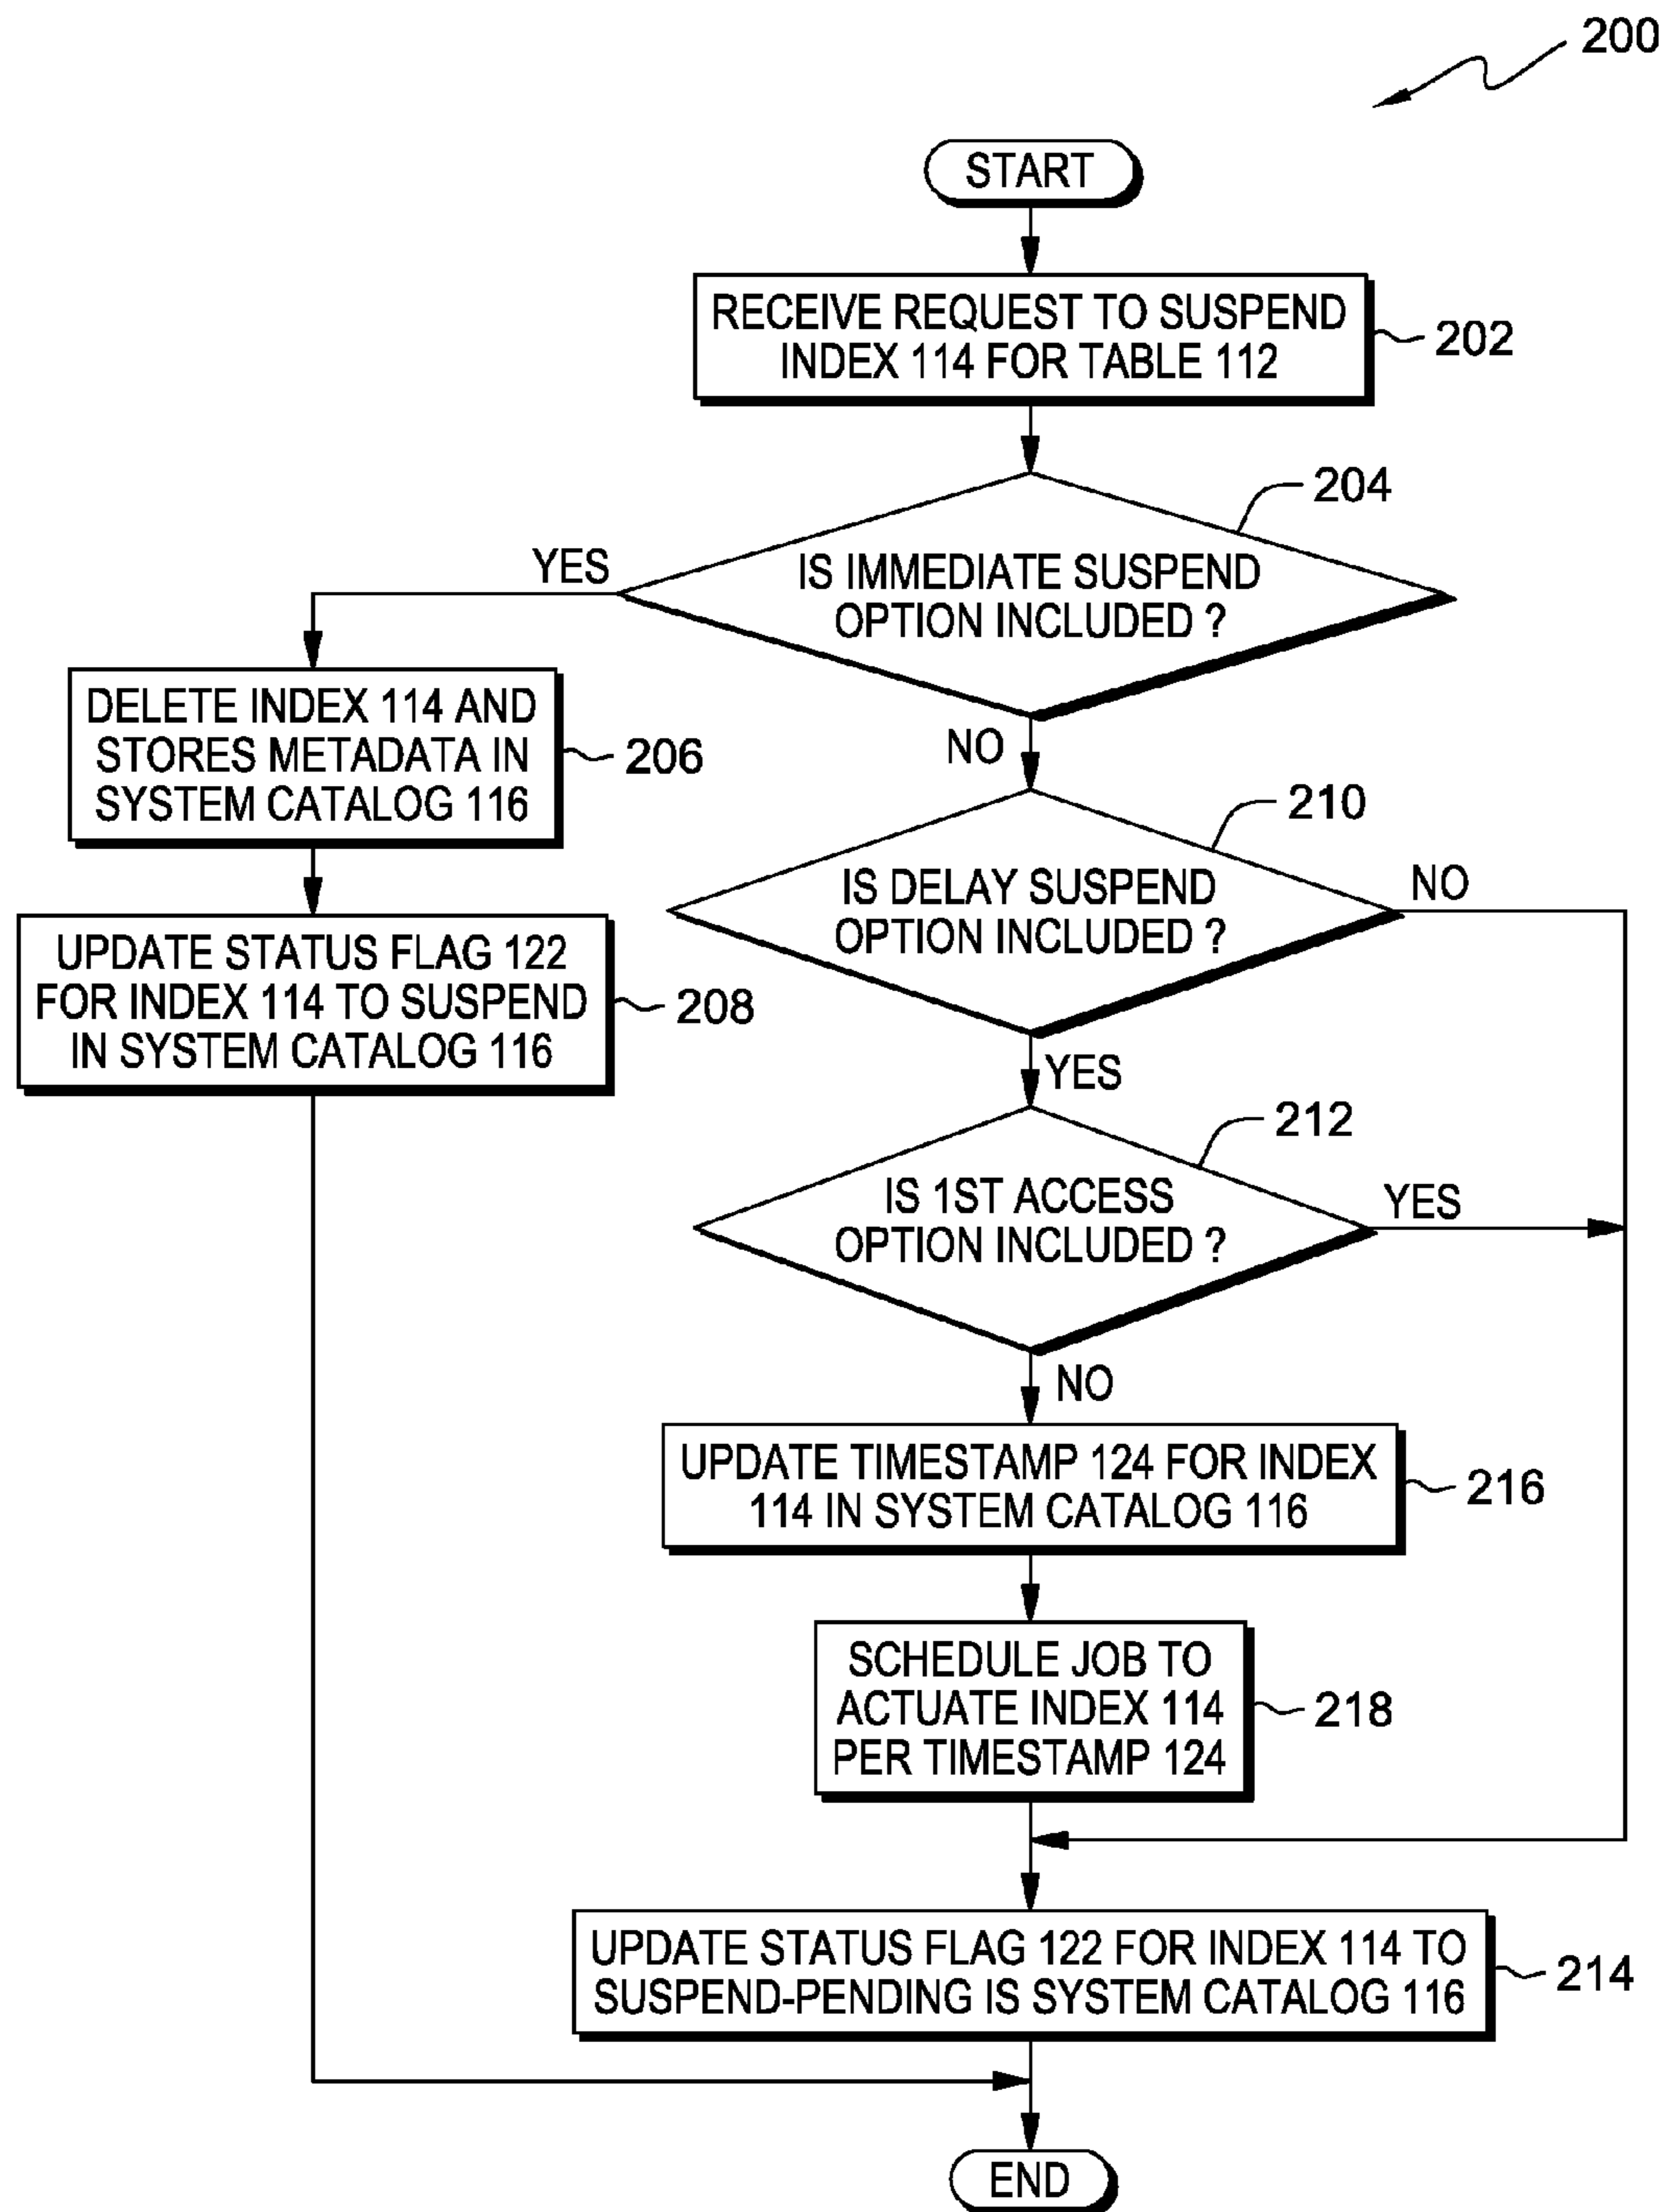 200
START
RECEIVE REQUEST TO SUSPEND
INDEX 114 FOR TABLE 112
202
204
IS IMMEDIATE SUSPEND
OPTION INCLUDED ?
YES
NO
DELETE INDEX 114 AND
STORES METADATA IN
SYSTEM CATALOG 116
206
UPDATE STATUS FLAG 122
FOR INDEX 114 TO SUSPEND
IN SYSTEM CATALOG 116
208
210
IS DELAY SUSPEND
OPTION INCLUDED ?
NO
YES
212
IS 1ST ACCESS
OPTION INCLUDED ?
YES
NO
UPDATE TIMESTAMP 124 FOR INDEX
114 IN SYSTEM CATALOG 116
216
SCHEDULE JOB TO
ACTUATE INDEX 114
PER TIMESTAMP 124
218
UPDATE STATUS FLAG 122 FOR INDEX 114 TO
SUSPEND-PENDING IS SYSTEM CATALOG 116
214
END